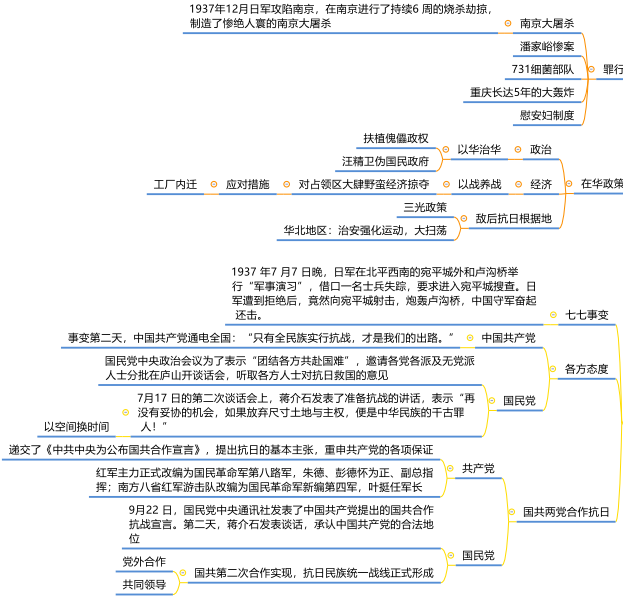 1937年12月日军攻陷南京，在南京进行了持续6 周的烧杀劫掠，
制造了惨绝人寰的南京大屠杀
南京大屠杀
潘家峪惨案
731细菌部队
罪行
重庆长达5年的大轰炸
慰安妇制度
扶植傀儡政权
以华治华
政治
汪精卫伪国民政府
工厂内迁
应对措施
对占领区大肆野蛮经济掠夺
以战养战
经济
在华政策
三光政策
敌后抗日根据地
华北地区：治安强化运动，大扫荡
1937 年7 月7 日晚，日军在北平西南的宛平城外和卢沟桥举
行“军事演习”，借口一名士兵失踪，要求进入宛平城搜查。日
军遭到拒绝后，竟然向宛平城射击，炮轰卢沟桥，中国守军奋起
还击。
七七事变
事变第二天，中国共产党通电全国：“只有全民族实行抗战，才是我们的出路。”
中国共产党
国民党中央政治会议为了表示“团结各方共赴国难”，邀请各党各派及无党派
人士分批在庐山开谈话会，听取各方人士对抗日救国的意见
各方态度
7月17 日的第二次谈话会上，蒋介石发表了准备抗战的讲话，表示“再
没有妥协的机会，如果放弃尺寸土地与主权，便是中华民族的千古罪
人！”
国民党
以空间换时间
递交了《中共中央为公布国共合作宣言》，提出抗日的基本主张，重申共产党的各项保证
共产党
红军主力正式改编为国民革命军第八路军，朱德、彭德怀为正、副总指
挥；南方八省红军游击队改编为国民革命军新编第四军，叶挺任军长
国共两党合作抗日
9月22 日，国民党中央通讯社发表了中国共产党提出的国共合作
抗战宣言。第二天，蒋介石发表谈话，承认中国共产党的合法地
位
国民党
党外合作
国共第二次合作实现，抗日民族统一战线正式形成
共同领导